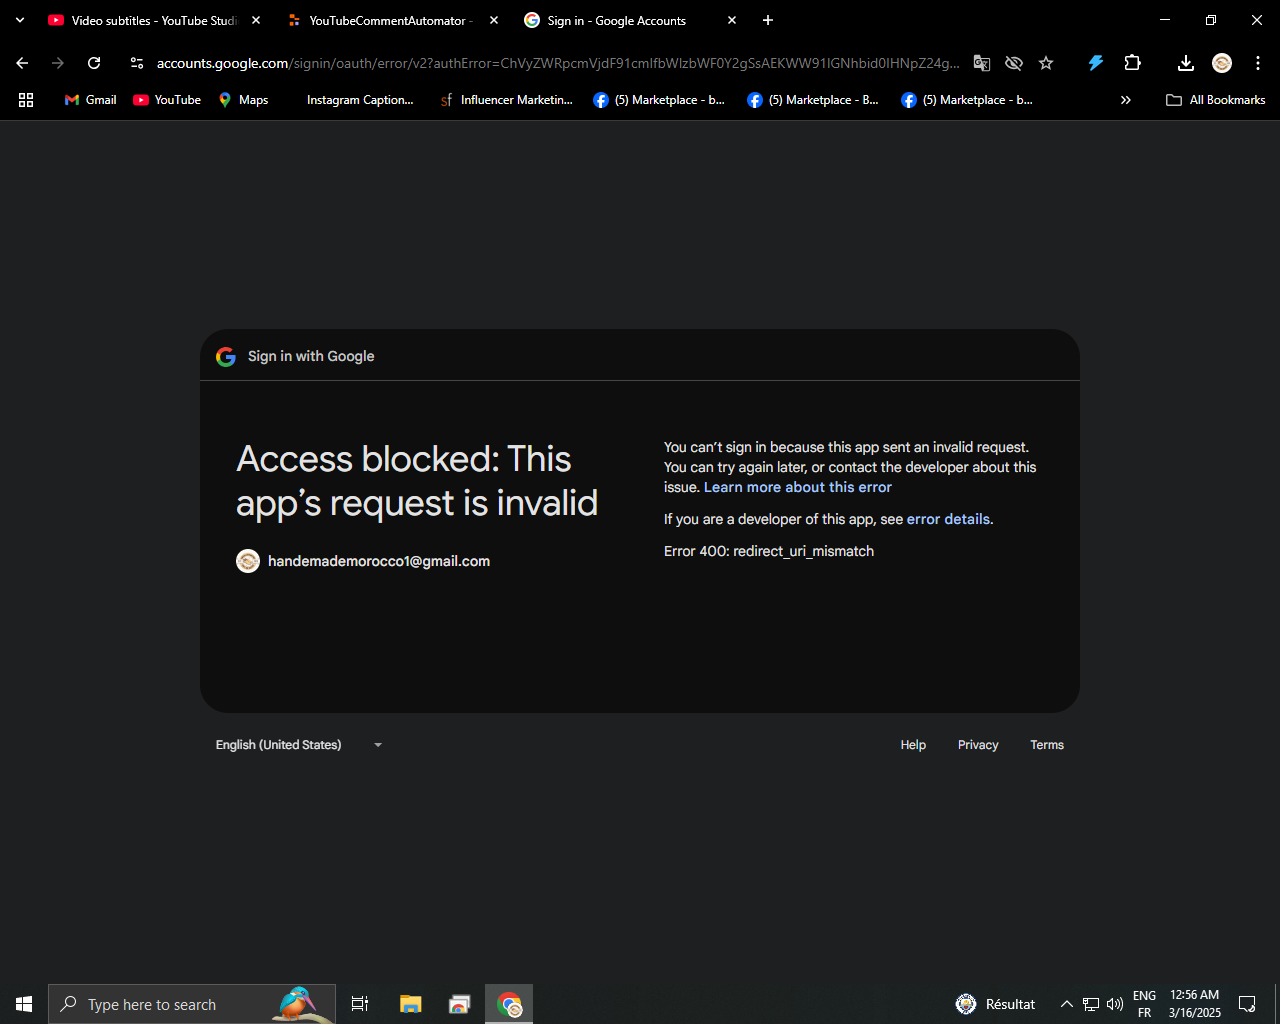 Video subtitles - YouTube Studi
YouTubeCommentAutomator -
Sign in - Google Accounts
accounts.google.com/signin/oauth/error/v2?authError=ChVyZWRpcmVjdF91cmlfbWlzbWF0Y2gSsAEKWW91IGNhbid0IHNpZ24g...
Gmail
YouTube
Maps
Instagram Caption...
sf Influencer Marketin...
(5) Marketplace - b...
(5) Marketplace - B...
(5) Marketplace - b...
All Bookmarks
Sign in with Google
Access blocked: This
app’s request is invalid
handemademorocco1@gmail.com
You can’t sign in because this app sent an invalid request.
You can try again later, or contact the developer about this
issue. Learn more about this error
If you are a developer of this app, see error details.
Error 400: redirect_uri_mismatch
English (United States)
Help
Privacy
Terms
Type here to search
Résultat
ENG
FR
12:56 AM
3/16/2025